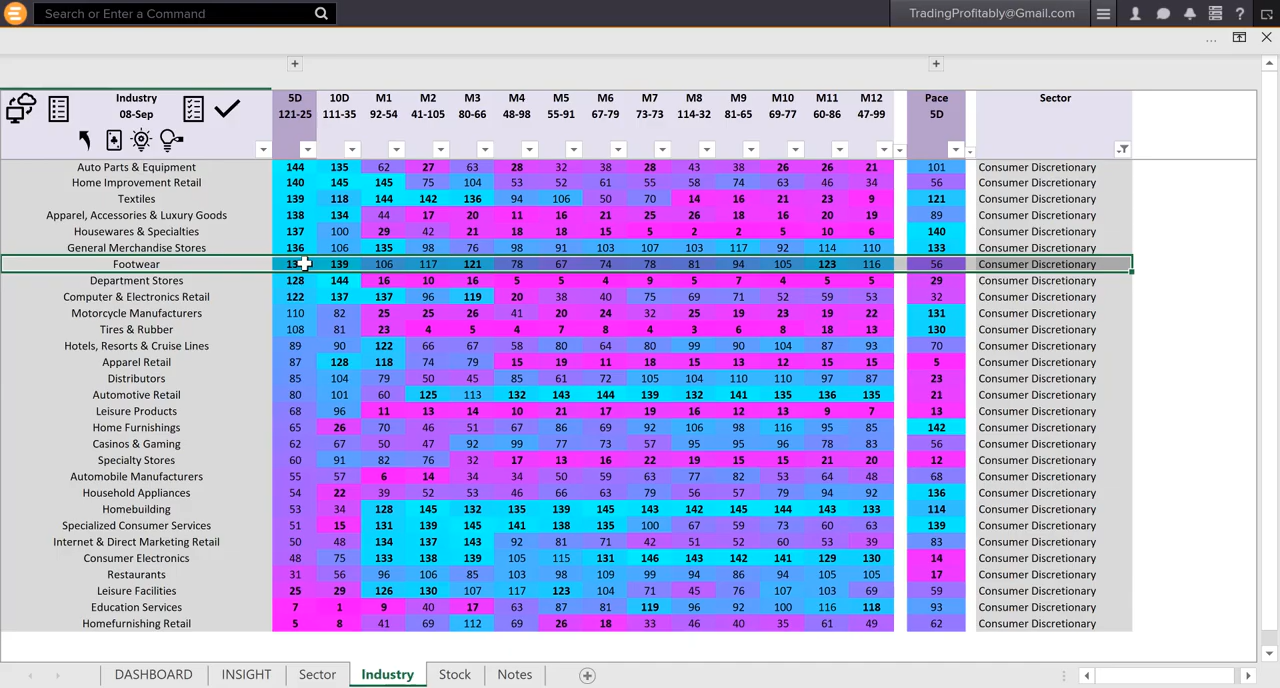 Search or Enter a Command
TradingProfitably@Gmail.com
?
...
+ +
Industry 5D 10D M1 M2 M3 M4 M5 M6 M7 M8 M9 M10 M11 M12 Pace Sector
08-Sep 121-25 111-35 92-54 41-105 80-66 48-98 55-91 67-79 73-73 114-32 81-65 69-77 60-86 47-99 5D
Auto Parts & Equipment 144 135 62 27 63 28 32 38 28 43 38 26 26 21 101 Consumer Discretionary
Home Improvement Retail 140 145 145 75 104 53 52 61 55 58 74 63 46 34 56 Consumer Discretionary
Textiles 139 118 144 142 136 94 106 50 70 14 16 21 23 9 121 Consumer Discretionary
Apparel, Accessories & Luxury Goods 138 134 44 17 20 11 16 21 25 26 18 16 20 19 89 Consumer Discretionary
Housewares & Specialties 137 100 29 42 21 18 18 15 5 2 2 5 10 6 140 Consumer Discretionary
General Merchandise Stores 136 106 135 98 76 98 91 103 107 103 117 92 114 110 133 Consumer Discretionary
Footwear 139 106 117 121 78 67 74 78 81 94 105 123 116 56 Consumer Discretionary
Department Stores 128 144 16 10 16 5 5 4 9 5 7 4 5 5 29 Consumer Discretionary
Computer & Electronics Retail 122 137 137 96 119 20 38 40 75 69 71 52 59 53 32 Consumer Discretionary
Motorcycle Manufacturers 110 82 25 25 26 41 20 24 32 25 19 23 19 22 131 Consumer Discretionary
Tires & Rubber 108 81 23 4 5 4 7 8 4 3 6 8 18 13 130 Consumer Discretionary
Hotels, Resorts & Cruise Lines 89 90 122 66 67 58 80 64 80 99 90 104 87 93 70 Consumer Discretionary
Apparel Retail 87 128 118 74 79 15 19 11 18 15 13 12 15 15 5 Consumer Discretionary
Distributors 85 104 79 50 45 85 61 72 105 104 110 110 97 87 23 Consumer Discretionary
Automotive Retail 80 101 60 125 113 132 143 144 139 132 141 135 136 135 21 Consumer Discretionary
Leisure Products 68 96 11 13 14 10 21 17 19 16 12 13 9 7 13 Consumer Discretionary
Home Furnishings 65 26 70 46 51 67 86 69 92 106 98 116 95 85 142 Consumer Discretionary
Casinos & Gaming 62 67 50 47 92 99 77 73 57 95 95 96 78 83 56 Consumer Discretionary
Specialty Stores 60 91 82 76 32 17 13 16 22 19 15 15 21 20 12 Consumer Discretionary
Automobile Manufacturers 55 57 6 14 34 34 50 59 63 77 82 53 64 48 68 Consumer Discretionary
Household Appliances 54 22 39 52 53 46 66 63 79 56 57 79 94 92 136 Consumer Discretionary
Homebuilding 53 34 128 145 132 135 139 145 143 142 145 144 143 133 114 Consumer Discretionary
Specialized Consumer Services 51 15 131 139 145 141 138 135 100 67 59 73 60 63 139 Consumer Discretionary
Internet & Direct Marketing Retail 50 48 134 137 143 92 81 71 42 51 52 60 53 39 83 Consumer Discretionary
Consumer Electronics 48 75 133 138 139 105 115 131 146 143 142 141 129 130 14 Consumer Discretionary
Restaurants 31 56 96 106 85 103 98 109 99 94 86 94 105 105 17 Consumer Discretionary
Leisure Facilities 25 29 126 130 107 117 123 104 71 45 76 107 103 69 59 Consumer Discretionary
Education Services 7 1 9 40 17 63 87 81 119 96 92 100 116 118 93 Consumer Discretionary
Homefurnishing Retail 5 8 41 69 112 69 26 18 33 46 40 35 61 49 62 Consumer Discretionary
DASHBOARD INSIGHT Sector Industry Stock Notes